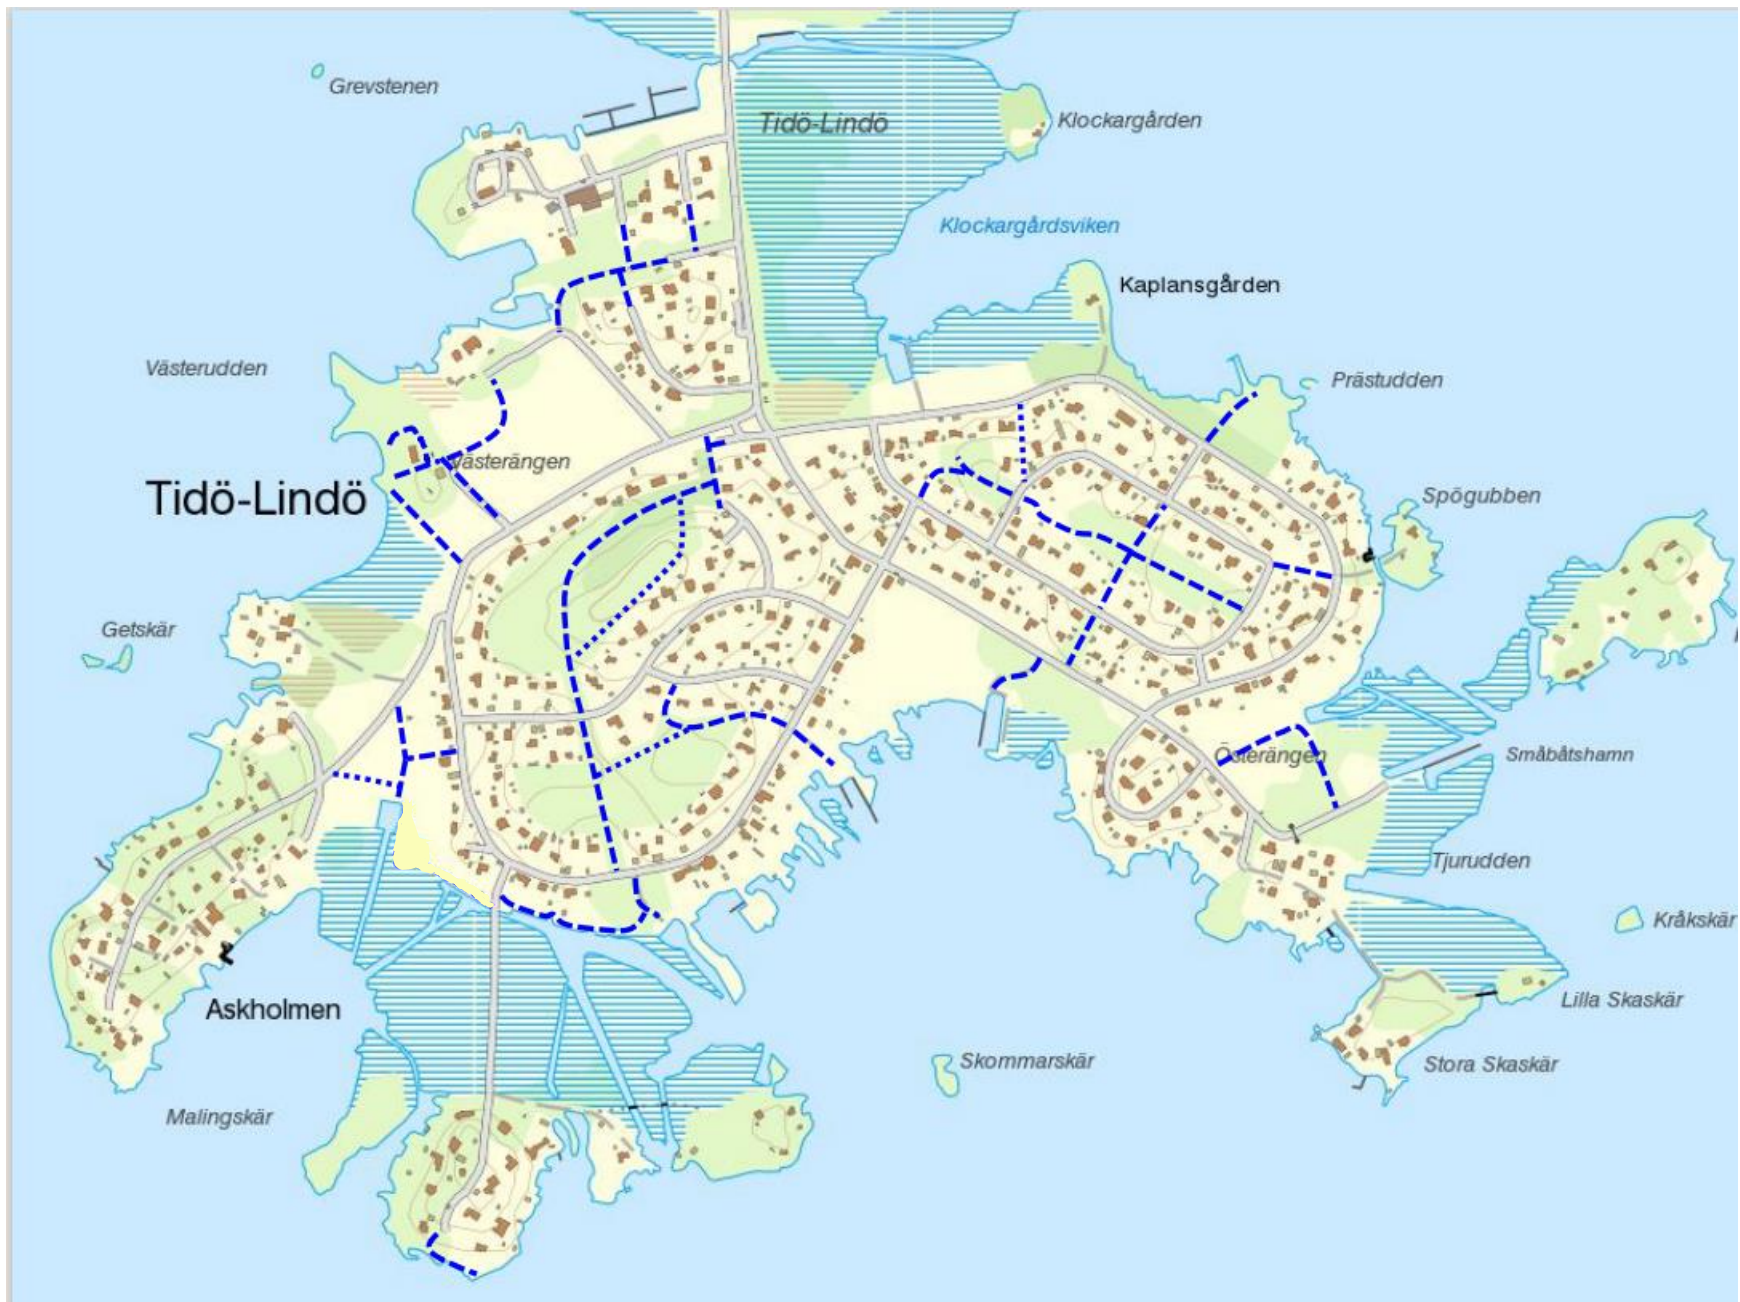 Grevstenen
Tidö-Lindö
Klockargården
Klockargårdsviken
Kaplansgården
Västerudden
Prästudden
Västerängen
Tidö-Lindö
Spögubben
Getskär
Österängen
Småbåtshamn
Tjurudden
Kråkskär
Askholmen
Lilla Skaskär
Skommarskär
Stora Skaskär
Malingskär